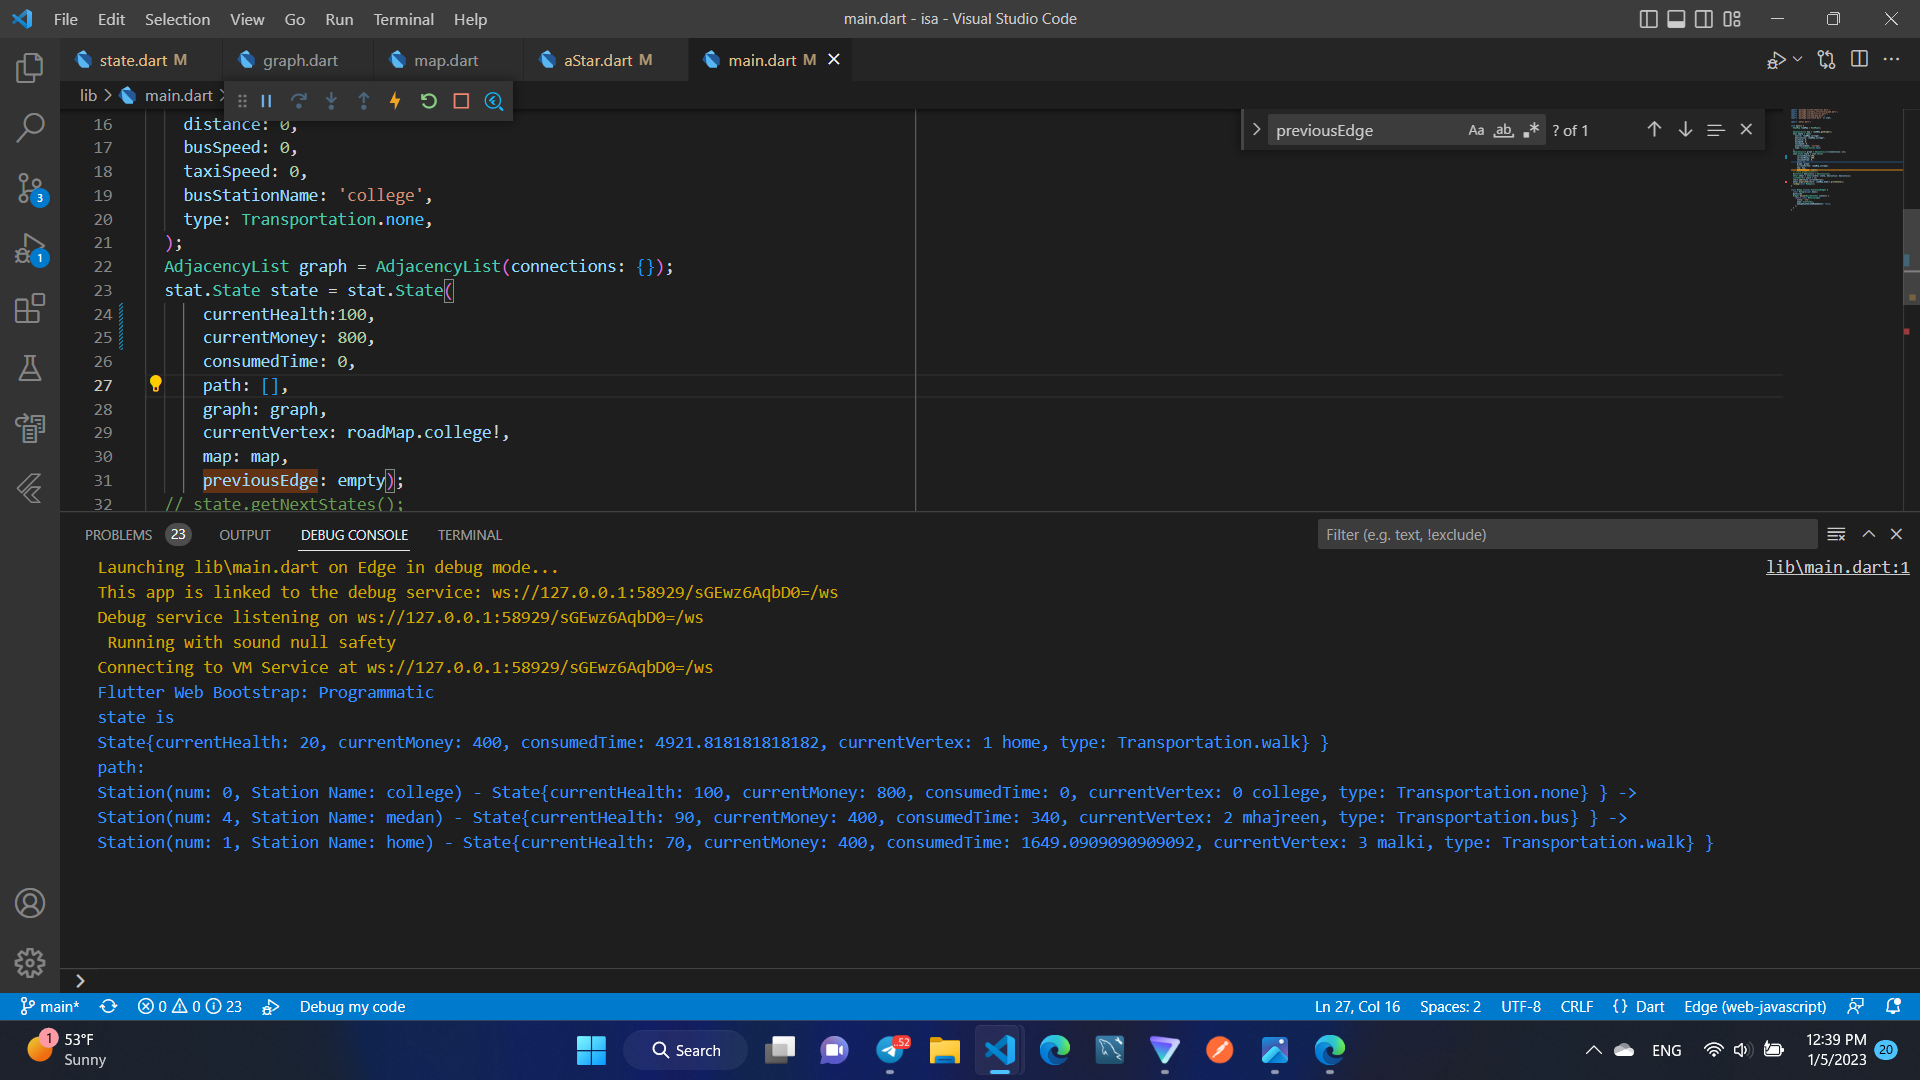 File Edit Selection View Go Run Terminal Help
main.dart - isa - Visual Studio Code
state.dart M
graph.dart
map.dart
aStar.dart M
main.dart M
lib > main.dart >
previousEdge
Aa ab ? of 1
16 distance: 0,
17 busSpeed: 0,
18 taxiSpeed: 0,
19 busStationName: 'college',
20 type: Transportation.none,
21 );
22 AdjacencyList graph = AdjacencyList(connections: {});
23 stat.State state = stat.State(
24 currentHealth:100,
25 currentMoney: 800,
26 consumedTime: 0,
27 path: [],
28 graph: graph,
29 currentVertex: roadMap.college!,
30 map: map,
31 previousEdge: empty);
32 // state.getNextStates();
3
1
PROBLEMS 23 OUTPUT DEBUG CONSOLE TERMINAL
Filter (e.g. text, !exclude)
Launching lib\main.dart on Edge in debug mode...
lib\main.dart:1
This app is linked to the debug service: ws://127.0.0.1:58929/sGEwz6AqbD0=/ws
Debug service listening on ws://127.0.0.1:58929/sGEwz6AqbD0=/ws
Running with sound null safety
Connecting to VM Service at ws://127.0.0.1:58929/sGEwz6AqbD0=/ws
Flutter Web Bootstrap: Programmatic
state is
State{currentHealth: 20, currentMoney: 400, consumedTime: 4921.818181818182, currentVertex: 1 home, type: Transportation.walk} }
path:
Station(num: 0, Station Name: college) - State{currentHealth: 100, currentMoney: 800, consumedTime: 0, currentVertex: 0 college, type: Transportation.none} } ->
Station(num: 4, Station Name: medan) - State{currentHealth: 90, currentMoney: 400, consumedTime: 340, currentVertex: 2 mhajreen, type: Transportation.bus} } ->
Station(num: 1, Station Name: home) - State{currentHealth: 70, currentMoney: 400, consumedTime: 1649.0909090909092, currentVertex: 3 malki, type: Transportation.walk} }
>
main* 0 0 23 Debug my code
Ln 27, Col 16 Spaces: 2 UTF-8 CRLF {} Dart Edge (web-javascript)
1
53°F
Sunny
Search
52
ENG
12:39 PM
1/5/2023
20